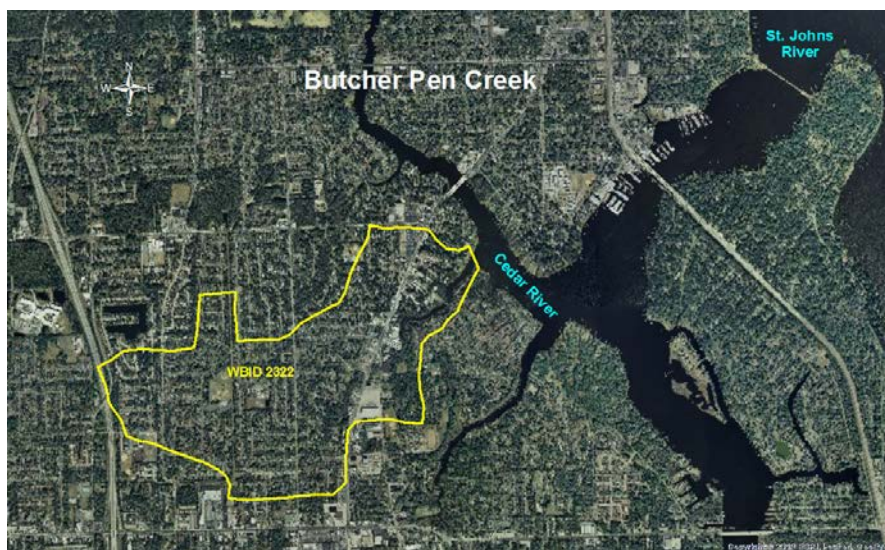 St. Johns
River
Butcher Pen Creek
N
W E
S
Cedar River
WBID 2322